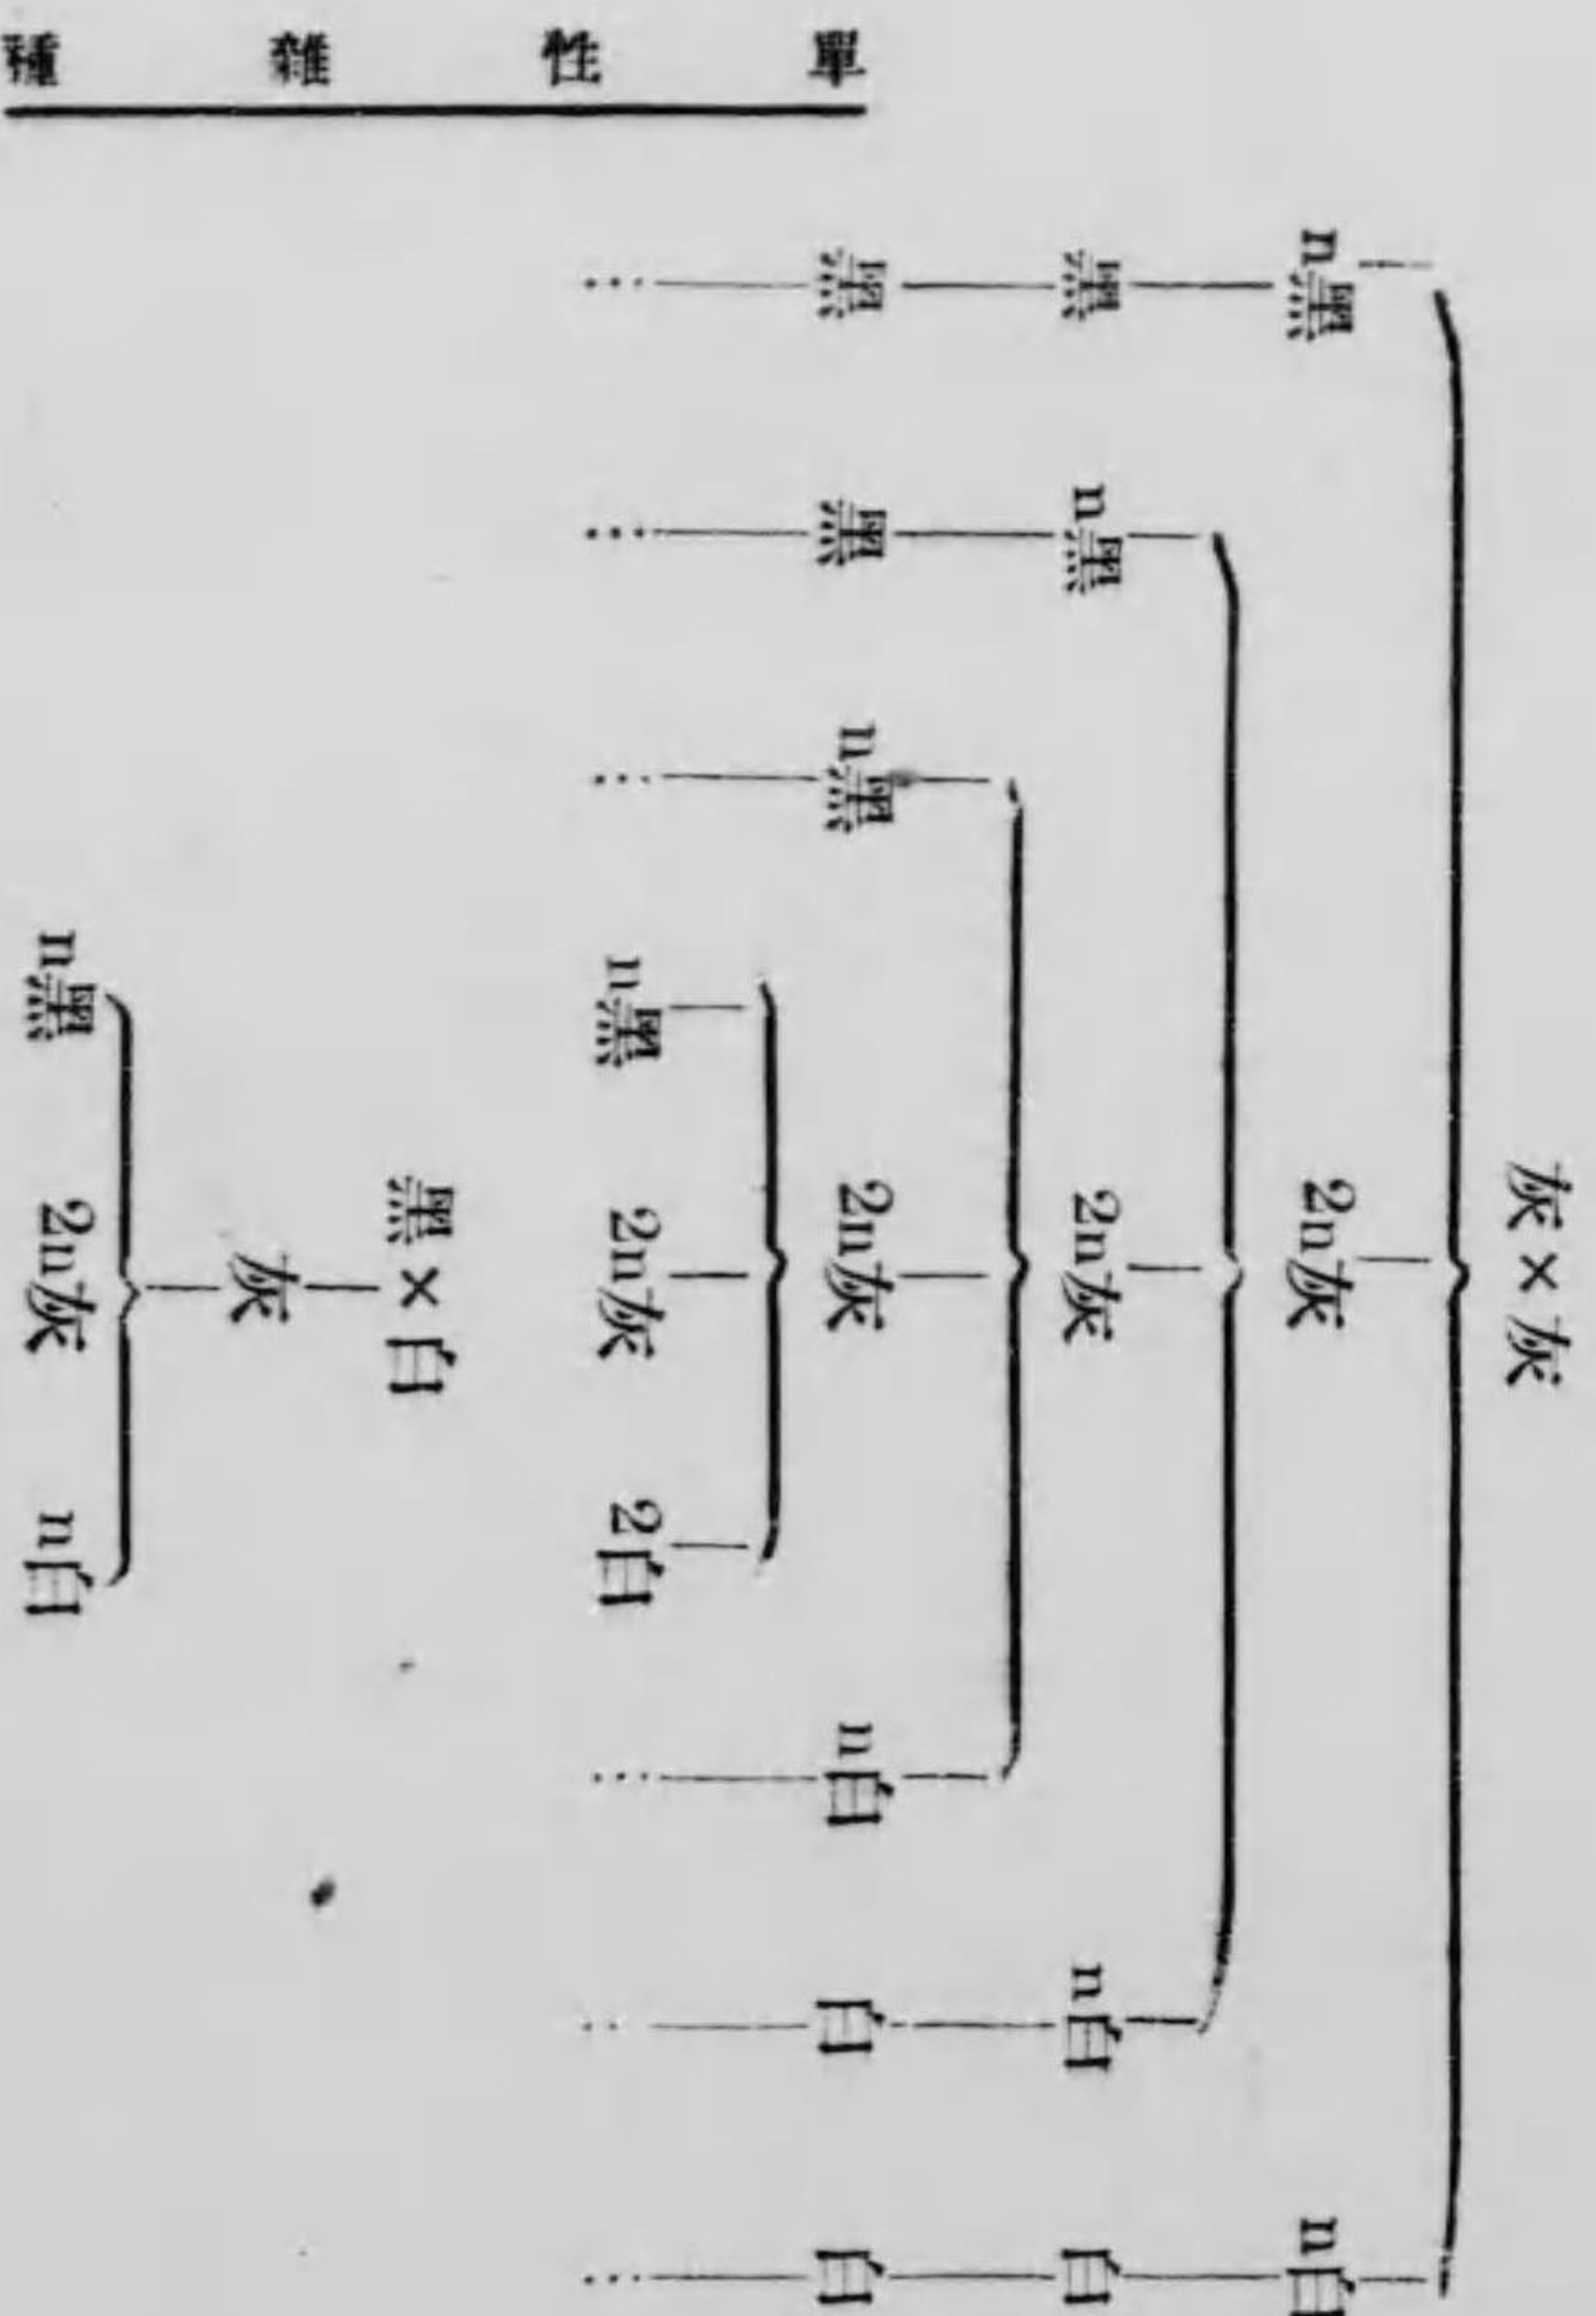 單性雜種
灰×灰
n黑 2n灰 n白
黑 n黑 2n灰 n白 白
黑 黑 n黑 2n灰 n白 白 白
… … … n黑 2n灰 2白 … … …
黑×白
灰
n黑 2n灰 n白